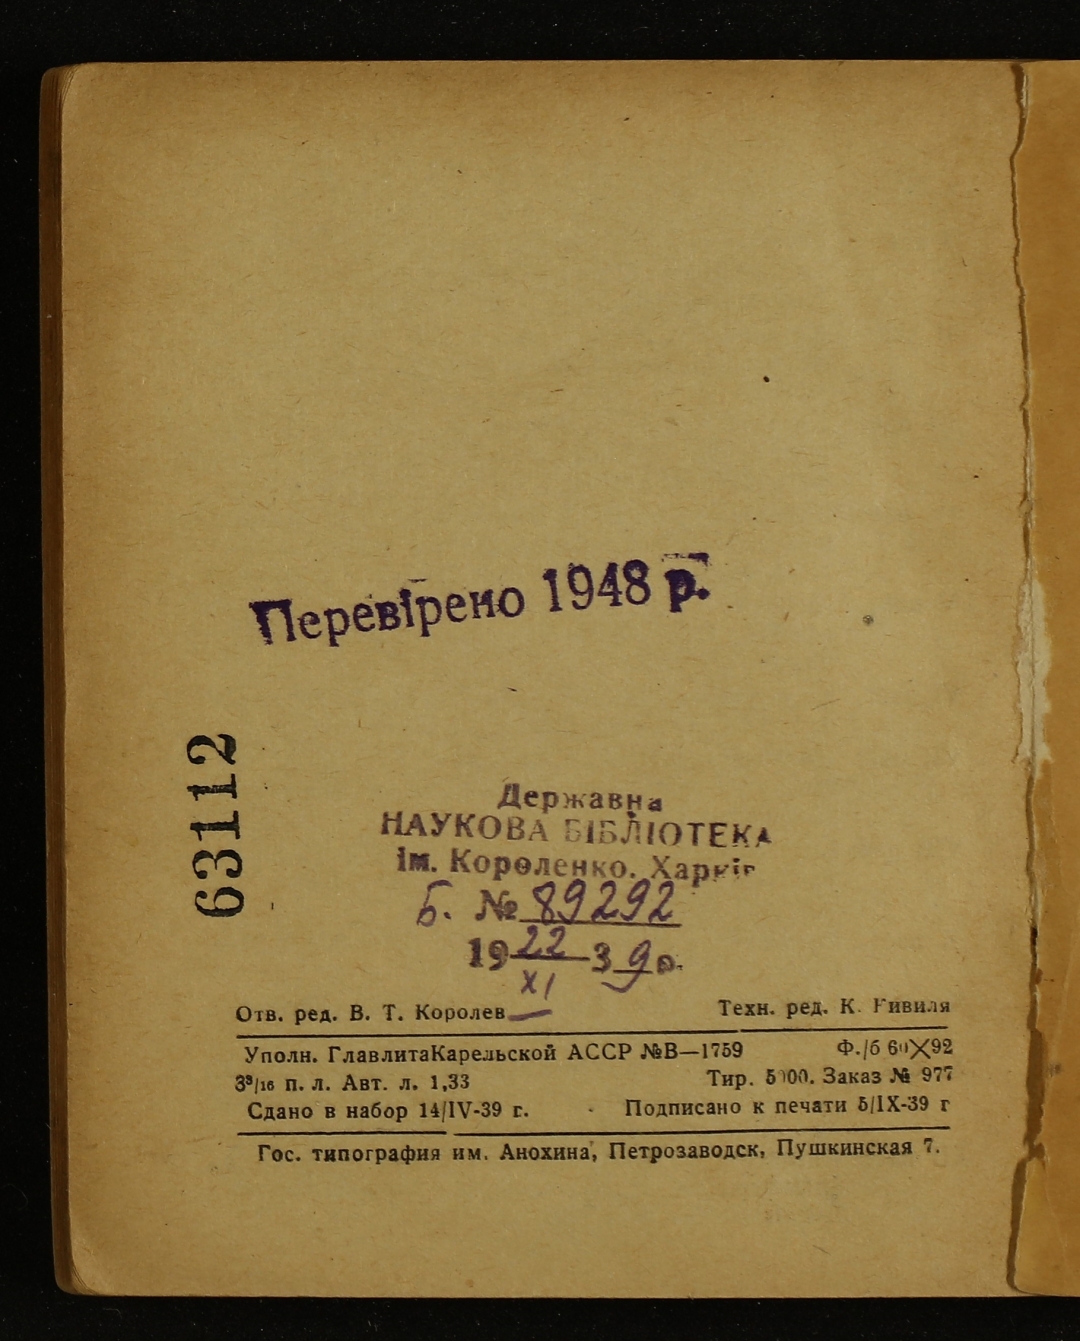 Перевірено 1948 р.
63112
Державна
НАУКОВА БІБЛІОТЕКА
ім. Короленко. Харків
Б. № 89292
19 22 39 р.
XI
Отв. ред. В. Т. Королев
Техн. ред. К. Кивиля
Уполн. ГлавлитаКарельской АССР №В—1759 Ф./б 60X92
3³/16 п. л. Авт. л. 1,33 Тир. 5000. Заказ № 977
Сдано в набор 14/IV-39 г. Подписано к печати 5/IX-39 г
Гос. типография им. Анохина, Петрозаводск, Пушкинская 7.